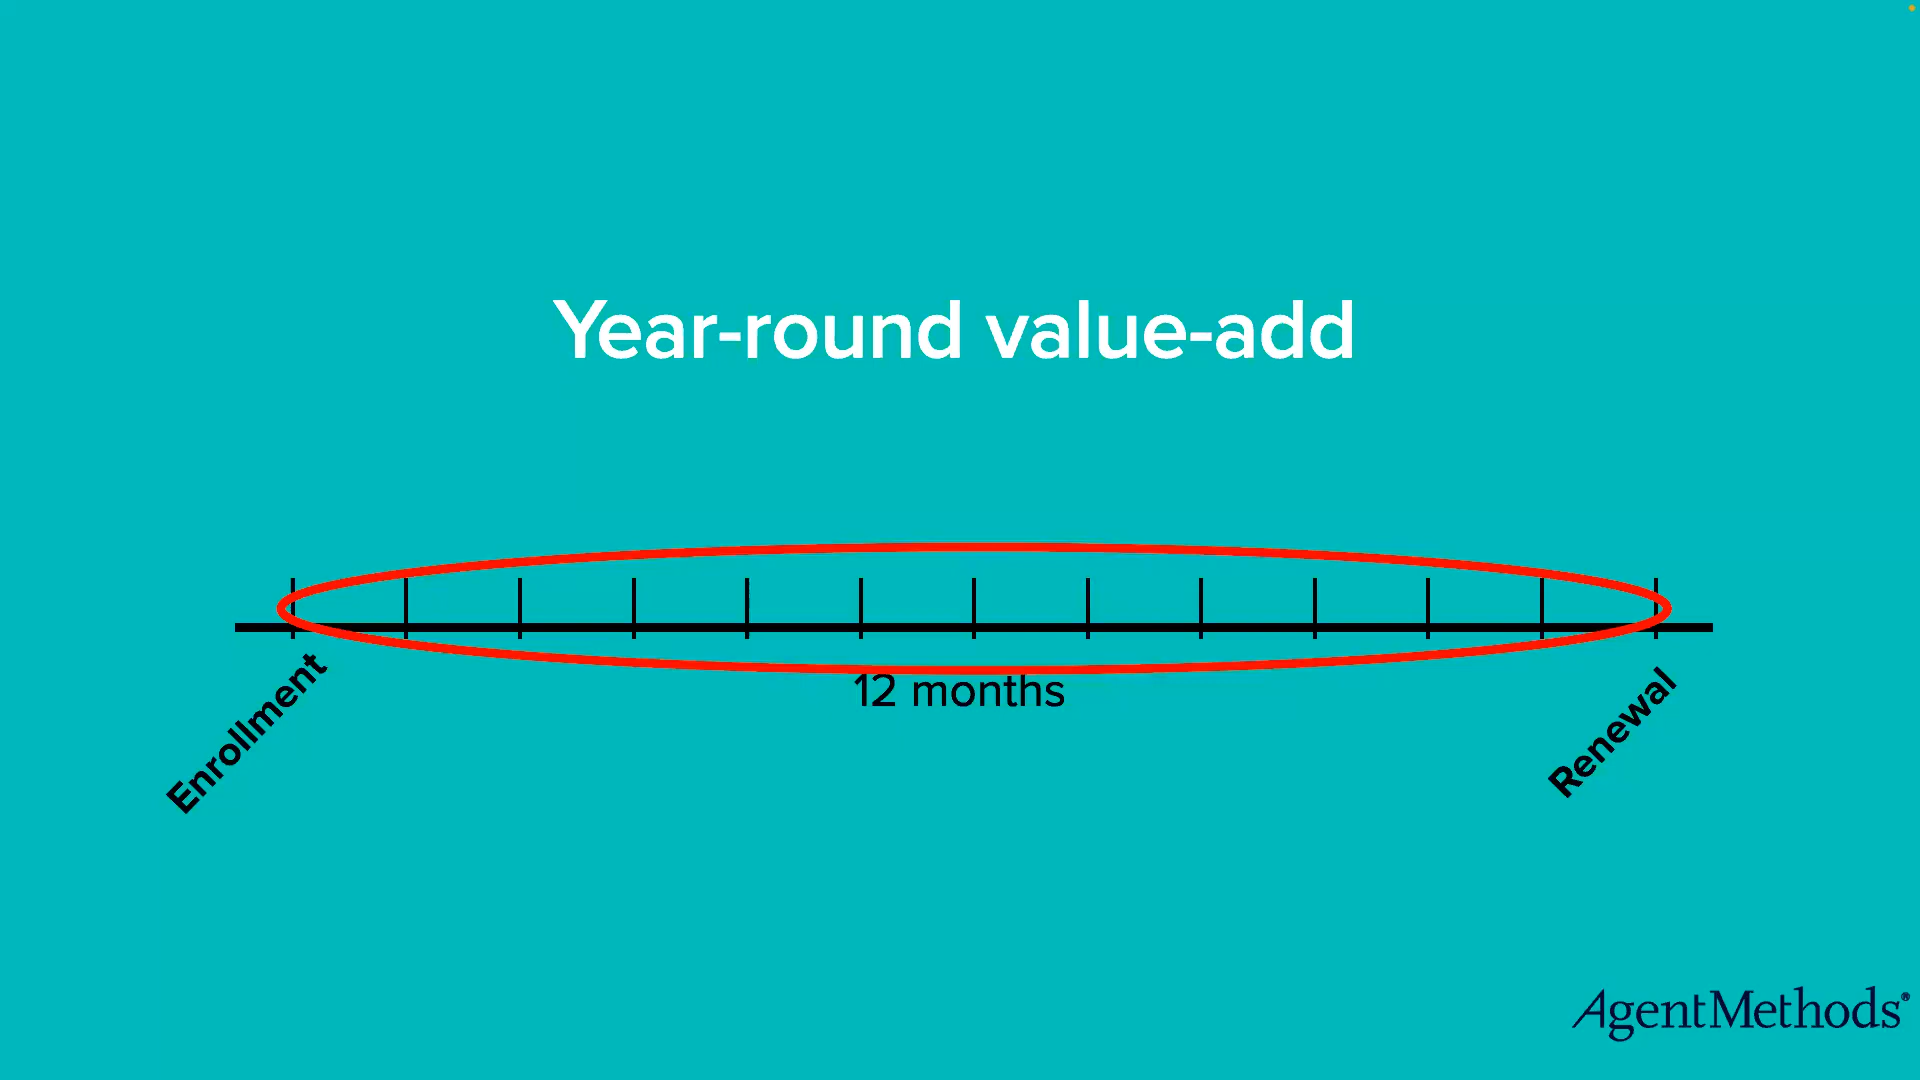 Year-round value-add
12 months
Enrollment
Renewal
AgentMethods®